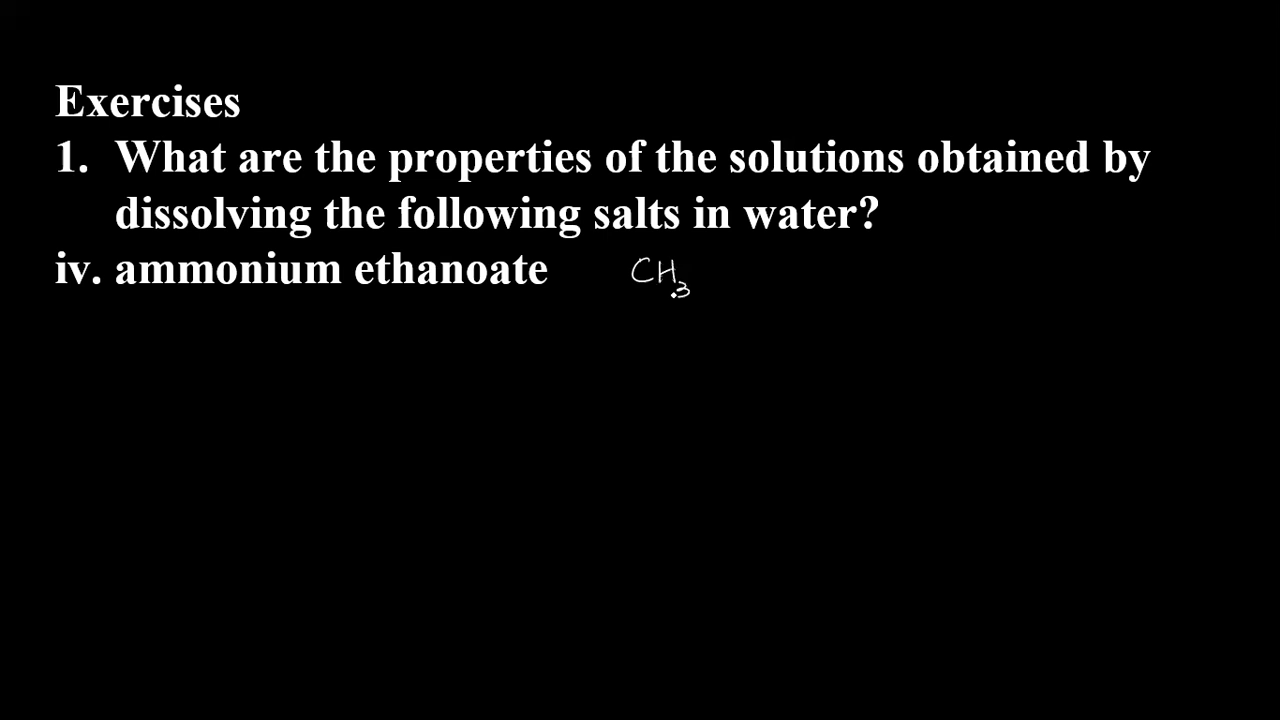 Exercises
1. What are the properties of the solutions obtained by
dissolving the following salts in water?
iv. ammonium ethanoate CH₃